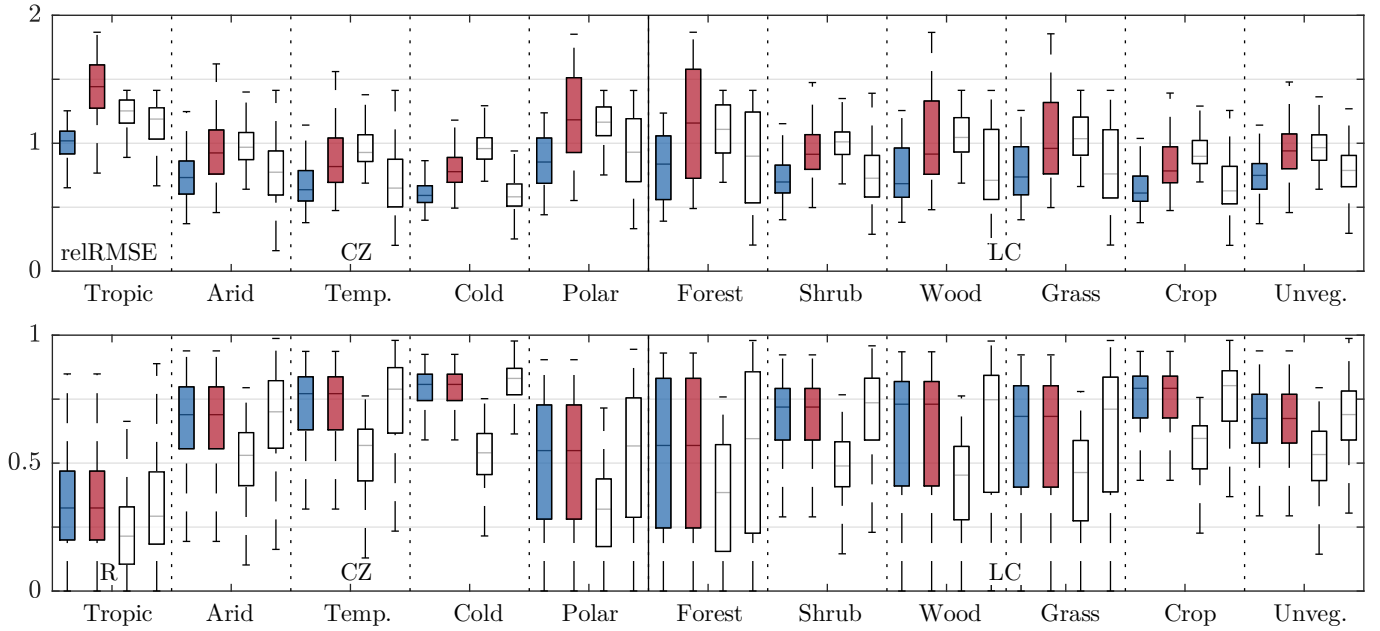 2
1
0
relRMSE CZ LC
Tropic Arid Temp. Cold Polar Forest Shrub Wood Grass Crop Unveg.
1
0.5
0
R CZ LC
Tropic Arid Temp. Cold Polar Forest Shrub Wood Grass Crop Unveg.